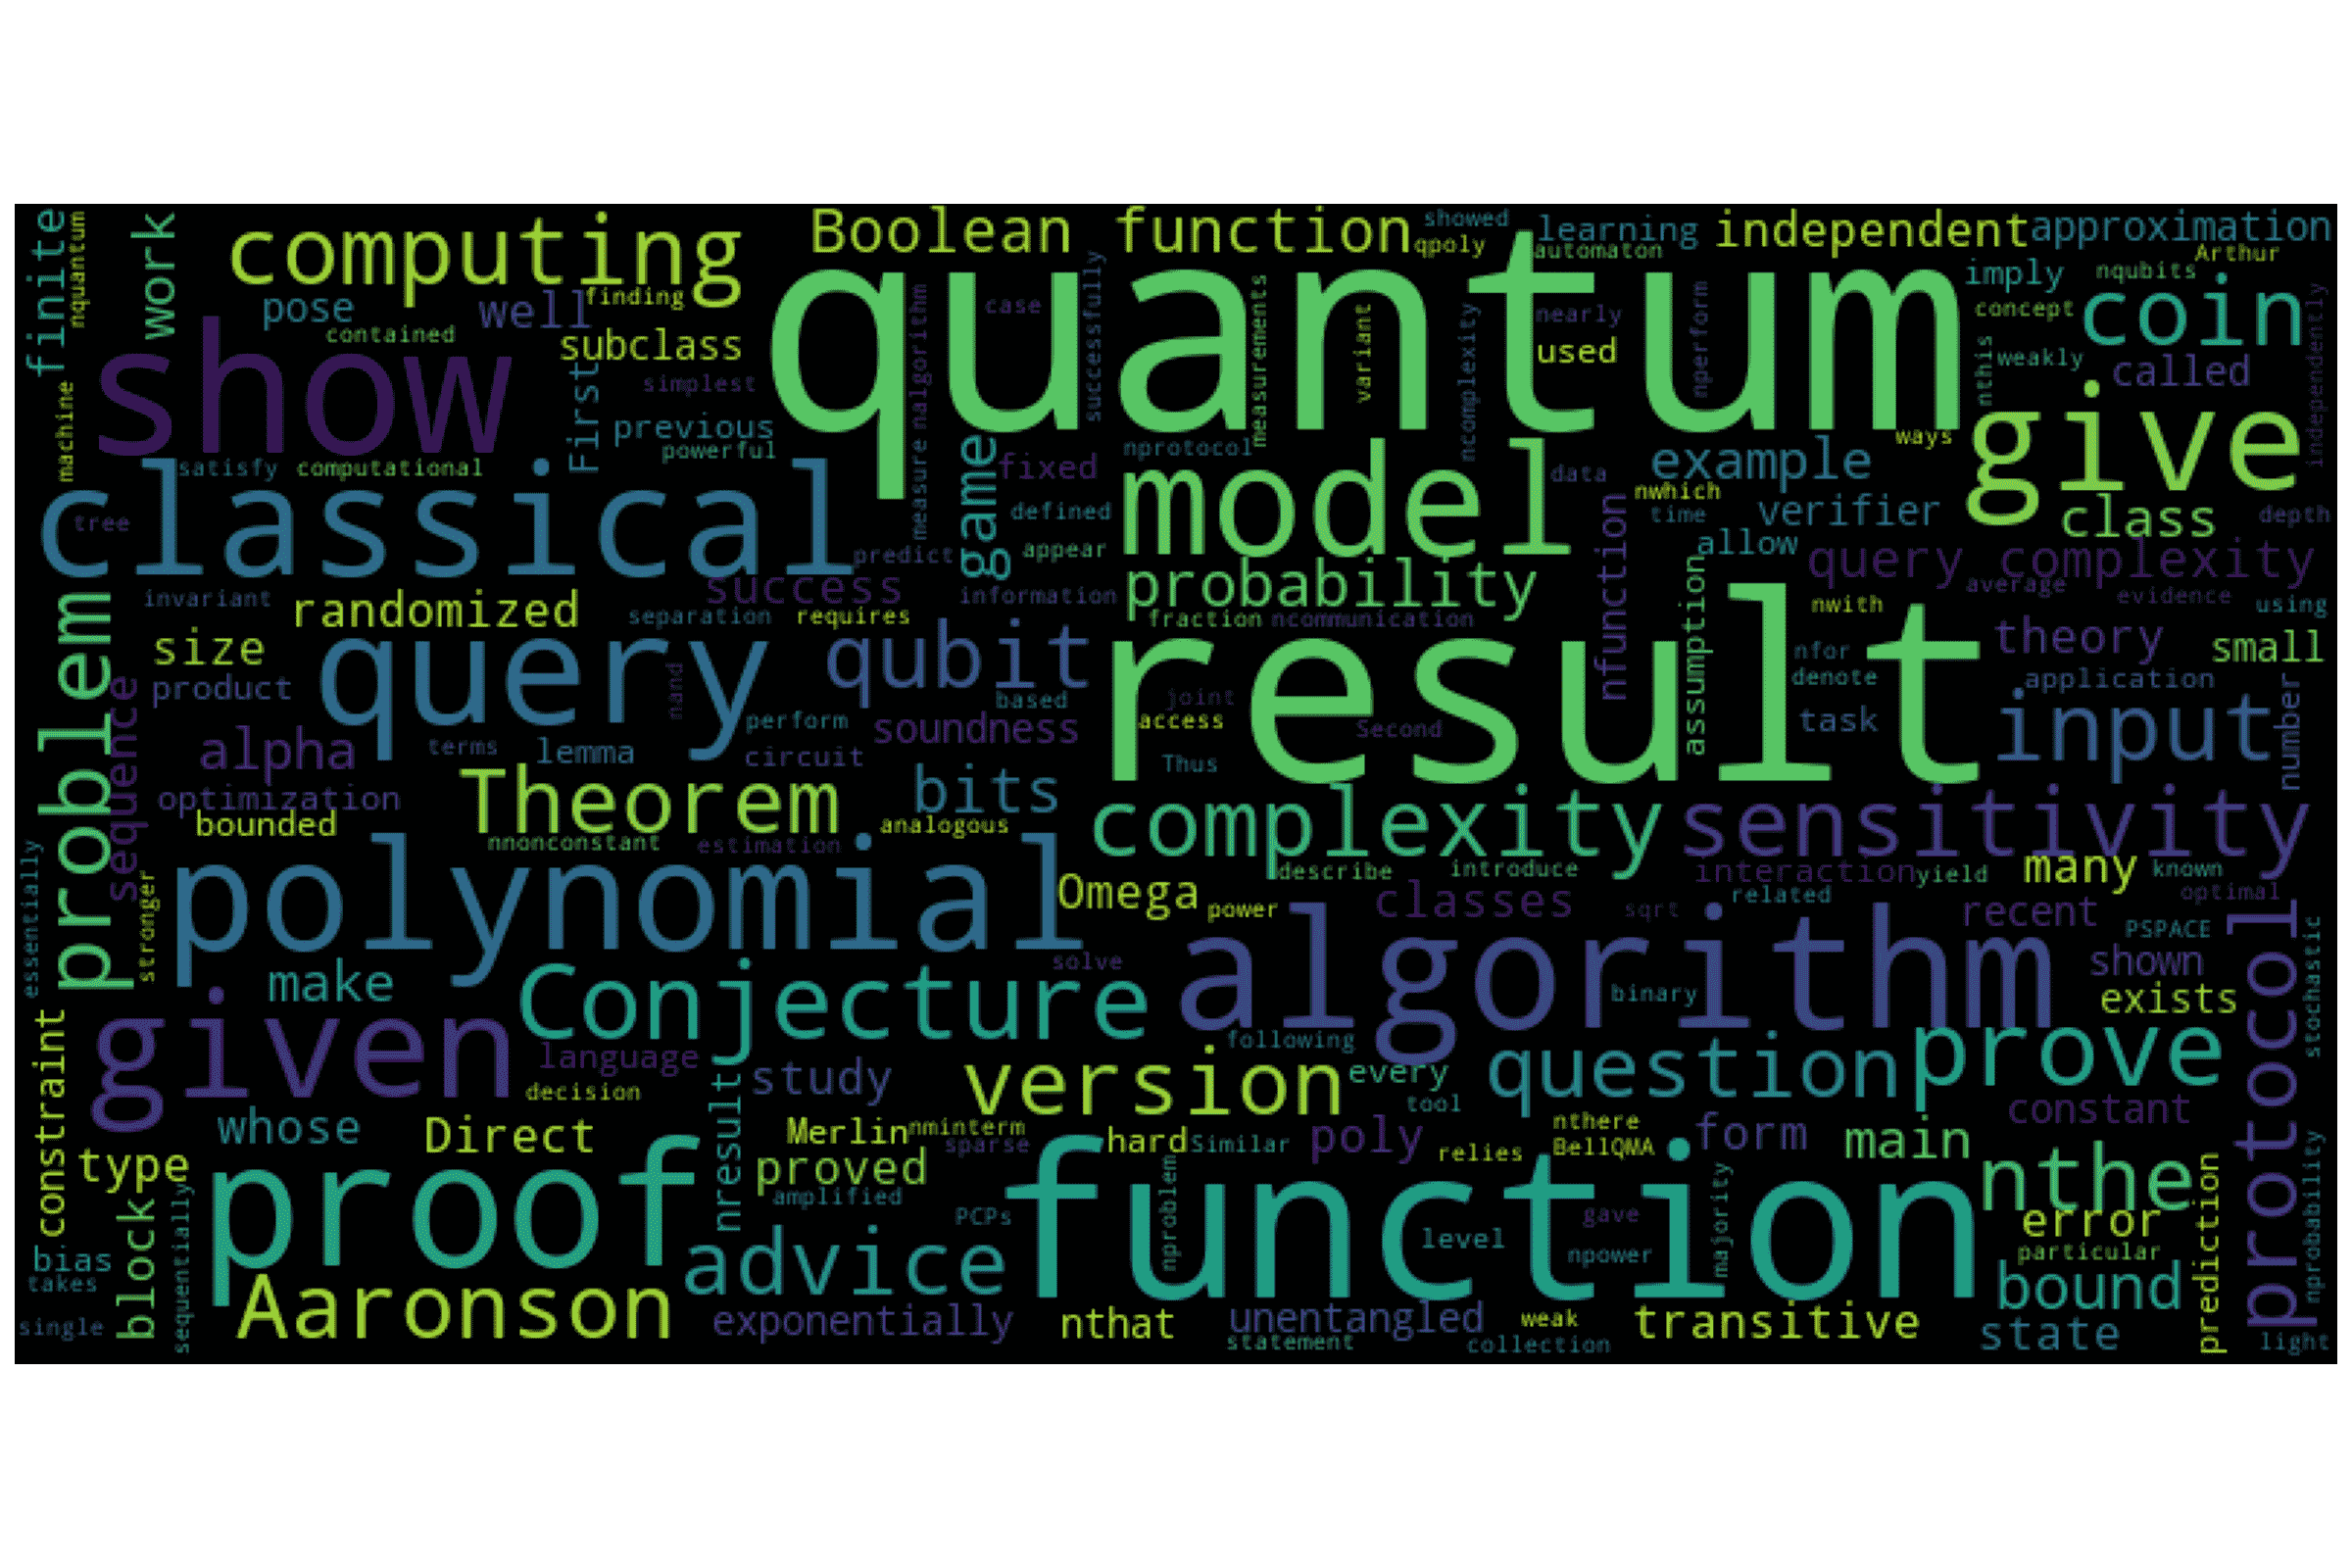 quantum
result
show
classical
function
polynomial
algorithm
proof
query
model
give
given
computing
Boolean function
independent
approximation
coin
learning
showed
qpoly
automaton
Arthur
nqubits
imply
concept
weakly
called
independently
finite
nquantum
work
pose
well
finding
contained
subclass
simplest
First
previous
powerful
machine
satisfy
computational
tree
case
successfully
nalgorithm
measure
measurements
variant
ncomplexity
nearly
used
nperform
nthis
ways
nprotocol
game
fixed
defined
appear
information
data
example
nwhich
time
verifier
class
depth
allow
query complexity
average
evidence
using
nwith
nfunction
assumption
probability
fraction
ncommunication
predict
success
invariant
randomized
separation
requires
problem
size
product
qubit
nand
perform
based
joint
access
Second
Thus
nfor
denote
theory
small
application
task
input
number
sequence
alpha
terms
lemma
circuit
soundness
optimization
bounded
Theorem
bits
analogous
nnonconstant
estimation
complexity
sensitivity
describe
introduce
interaction
yield
many
known
related
optimal
essentially
stronger
Omega
power
classes
sqrt
recent
PSPACE
stochastic
make
solve
Conjecture
binary
shown
exists
protocol
constraint
language
decision
nresult
study
version
following
every
tool
question
prove
constant
whose
Direct
Merlin
nminterm
sparse
hard
Similar
poly
relies
nthere
BellQMA
form
main
type
proved
amplified
PCPs
nproblem
level
gave
npower
majority
nthe
error
particular
prediction
nprobability
block
bias
takes
single
sequentially
advice
Aaronson
exponentially
nthat
unentangled
statement
weak
collection
transitive
bound
state
light